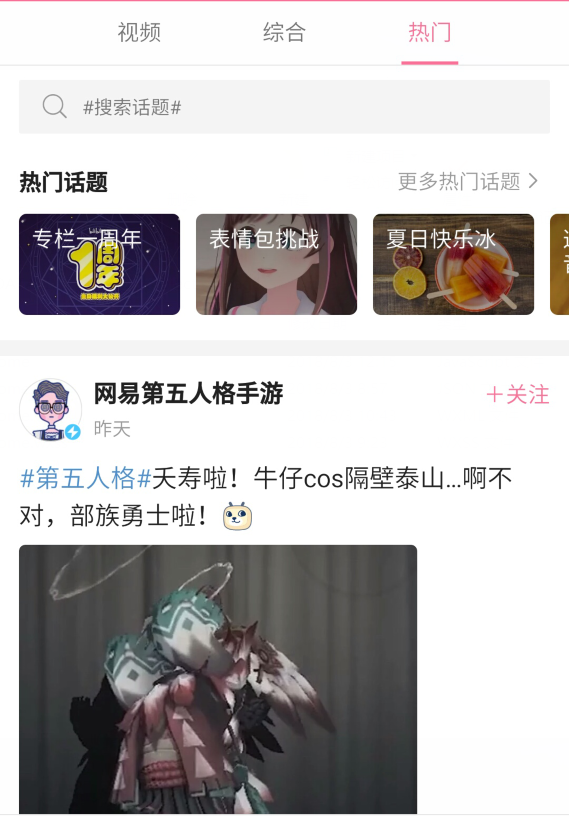 视频 综合 热门
#搜索话题#
热门话题 更多热门话题
专栏一周年 表情包挑战 夏日快乐冰
1周年
网易第五人格手游 +关注
昨天
#第五人格#夭寿啦！牛仔cos隔壁泰山...啊不
对，部族勇士啦！